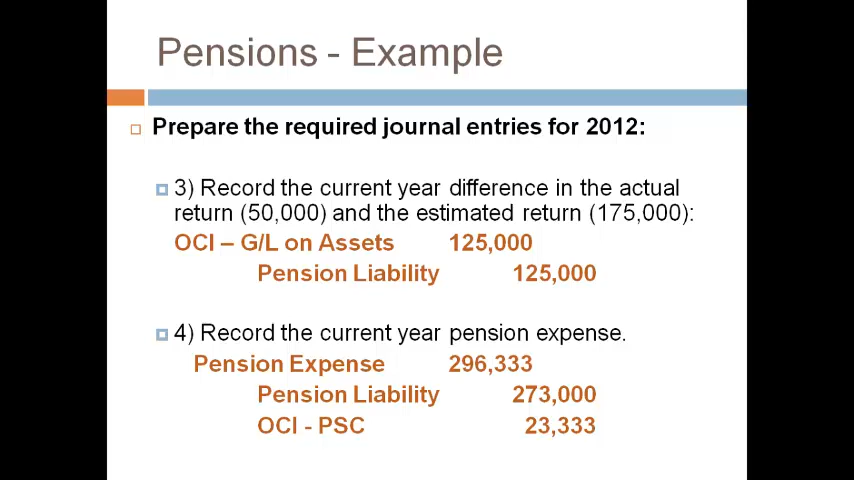 Pensions - Example
Prepare the required journal entries for 2012:
3) Record the current year difference in the actual
return (50,000) and the estimated return (175,000):
OCI – G/L on Assets 125,000
Pension Liability 125,000
4) Record the current year pension expense.
Pension Expense 296,333
Pension Liability 273,000
OCI - PSC 23,333